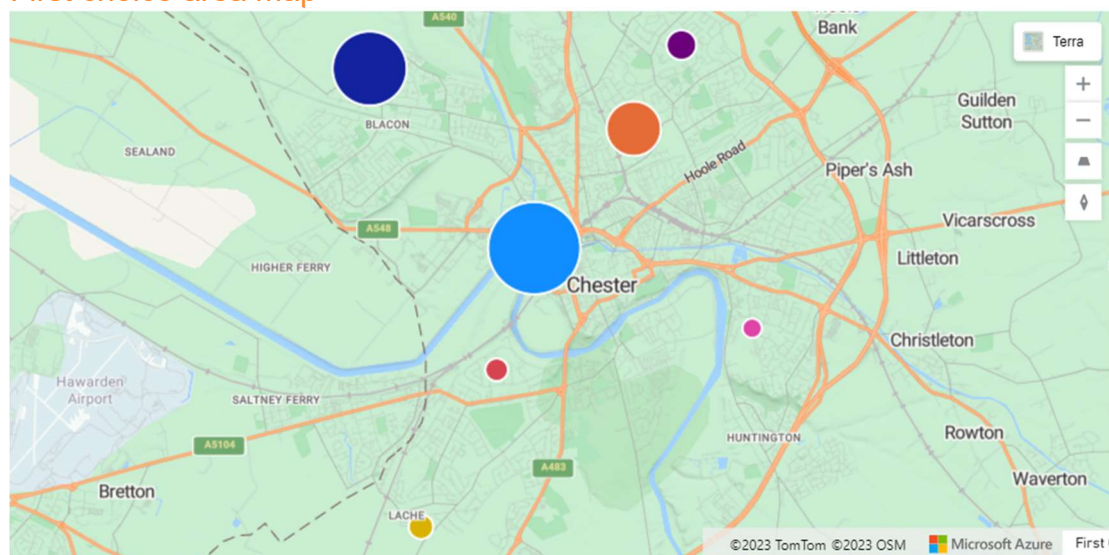 First choice area map
A540
Bank
Terra
Guilden
Sutton
BLACON
SEALAND
Hoole Road
Piper's Ash
A548
Vicarscross
HIGHER FERRY
Littleton
Chester
Christleton
Hawarden
Airport
SALTNEY FERRY
A5104
HUNTINGTON
Rowton
A483
Bretton
Waverton
LACHE
©2023 TomTom ©2023 OSM
Microsoft Azure
First